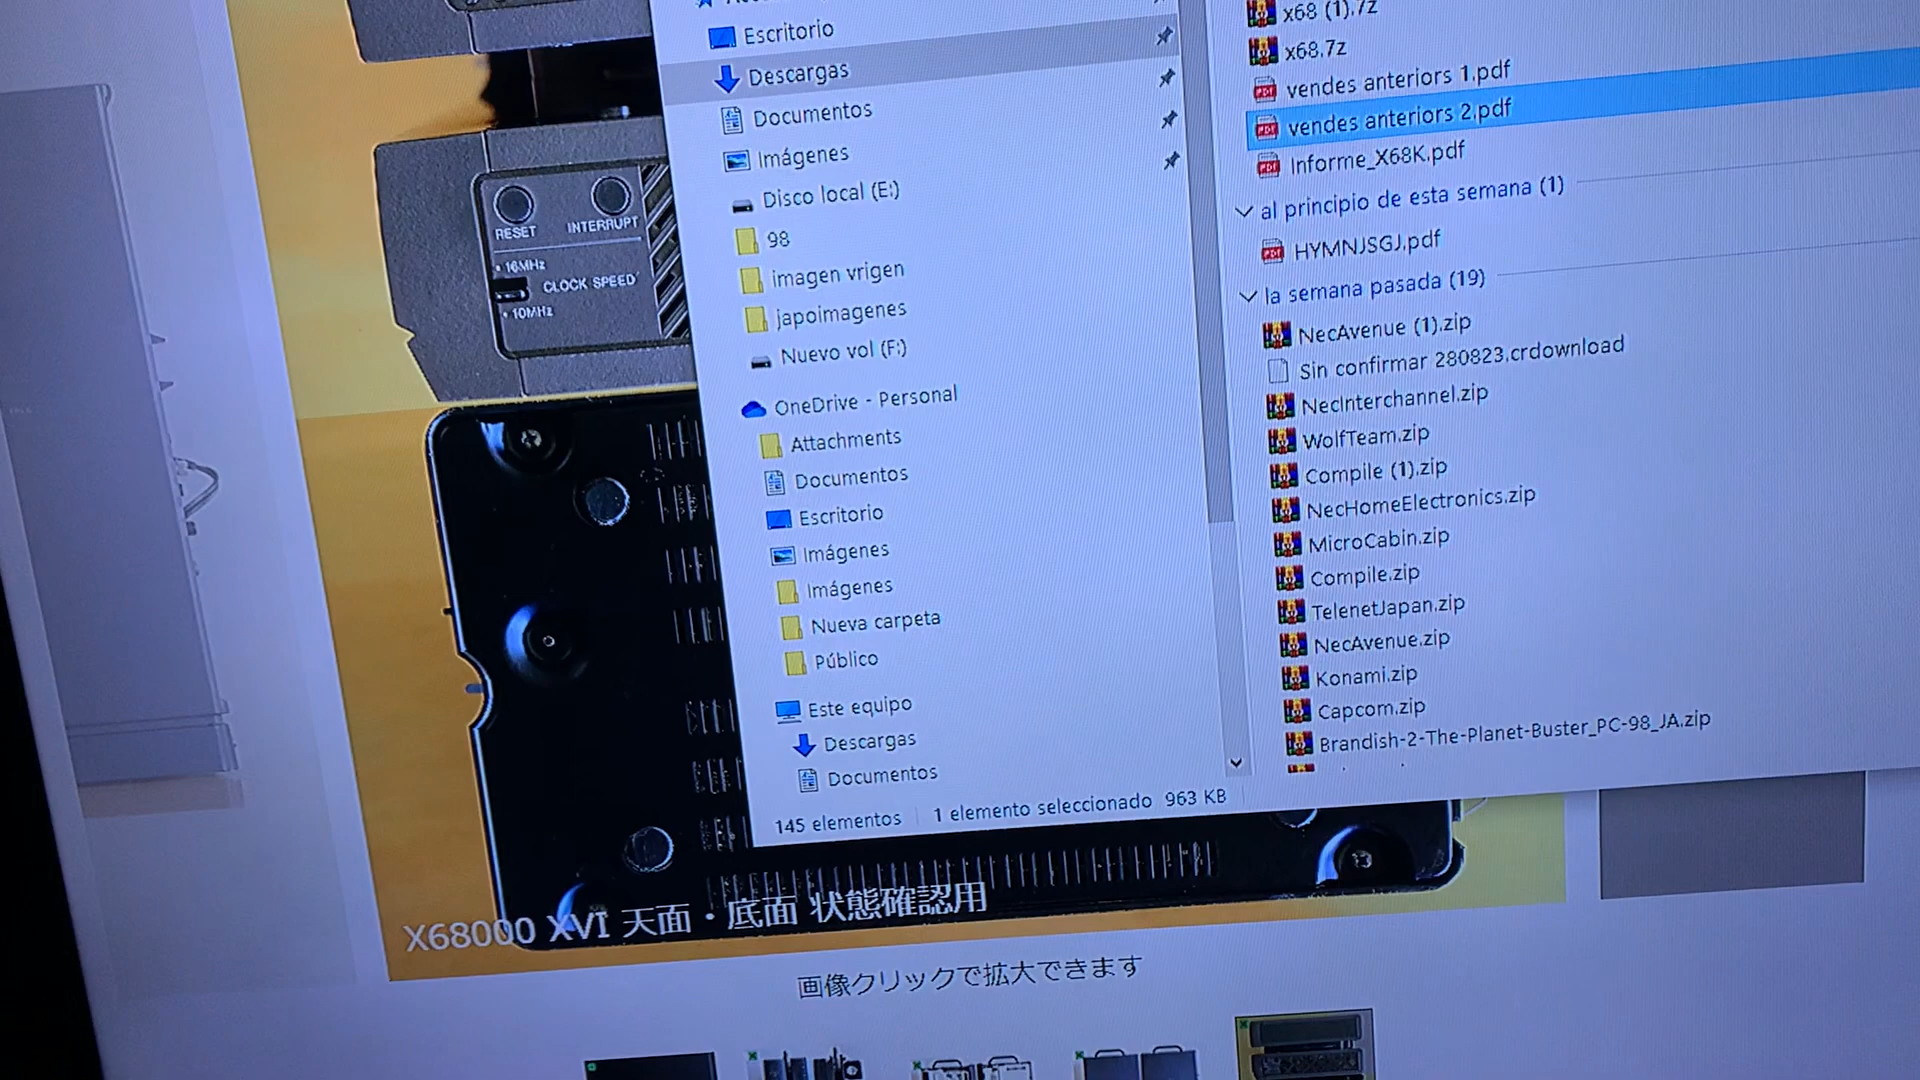 Escritorio
Descargas
Documentos
Imágenes
Disco local (E:)
98
imagen vrigen
japoimagenes
Nuevo vol (F:)
OneDrive - Personal
Attachments
Documentos
Escritorio
Imágenes
Imágenes
Nueva carpeta
Público
Este equipo
Descargas
Documentos
145 elementos
1 elemento seleccionado 963 KB
x68 (1).7z
x68.7z
vendes anteriors 1.pdf
vendes anteriors 2.pdf
Informe_X68K.pdf
al principio de esta semana (1)
HYMNJSGJ.pdf
la semana pasada (19)
NecAvenue (1).zip
Sin confirmar 280823.crdownload
NecInterchannel.zip
WolfTeam.zip
Compile (1).zip
NecHomeElectronics.zip
MicroCabin.zip
Compile.zip
TelenetJapan.zip
NecAvenue.zip
Konami.zip
Capcom.zip
Brandish-2-The-Planet-Buster_PC-98_JA.zip
RESET
INTERRUPT
16MHz
CLOCK SPEED
10MHz
X68000 XVI 天面・底面 状態確認用
画像クリックで拡大できます